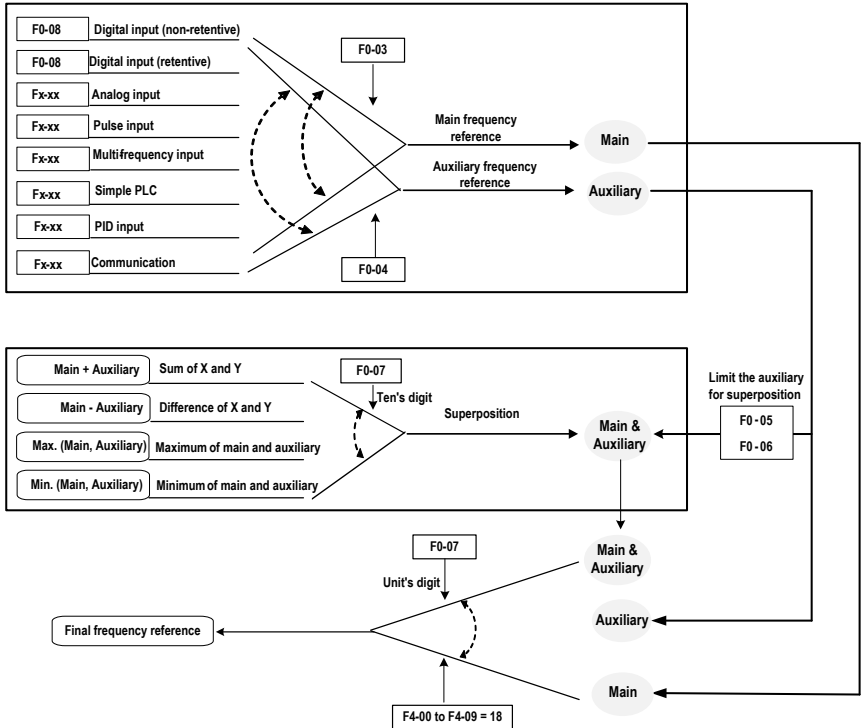 F0-08 Digital input (non-retentive)
F0-08 Digital input (retentive)
Fx-xx Analog input
Fx-xx Pulse input
Fx-xx Multifrequency input
Fx-xx Simple PLC
Fx-xx PID input
Fx-xx Communication
F0-03
F0-04
Main frequency
reference
Auxiliary frequency
reference
Main
Auxiliary
Main + Auxiliary Sum of X and Y
Main - Auxiliary Difference of X and Y
Max. (Main, Auxiliary) Maximum of main and auxiliary
Min. (Main, Auxiliary) Minimum of main and auxiliary
F0-07
Ten's digit
Superposition
Main &
Auxiliary
Limit the auxiliary
for superposition
F0-05
F0-06
F0-07
Unit's digit
Main &
Auxiliary
Auxiliary
Main
Final frequency reference
F4-00 to F4-09 = 18